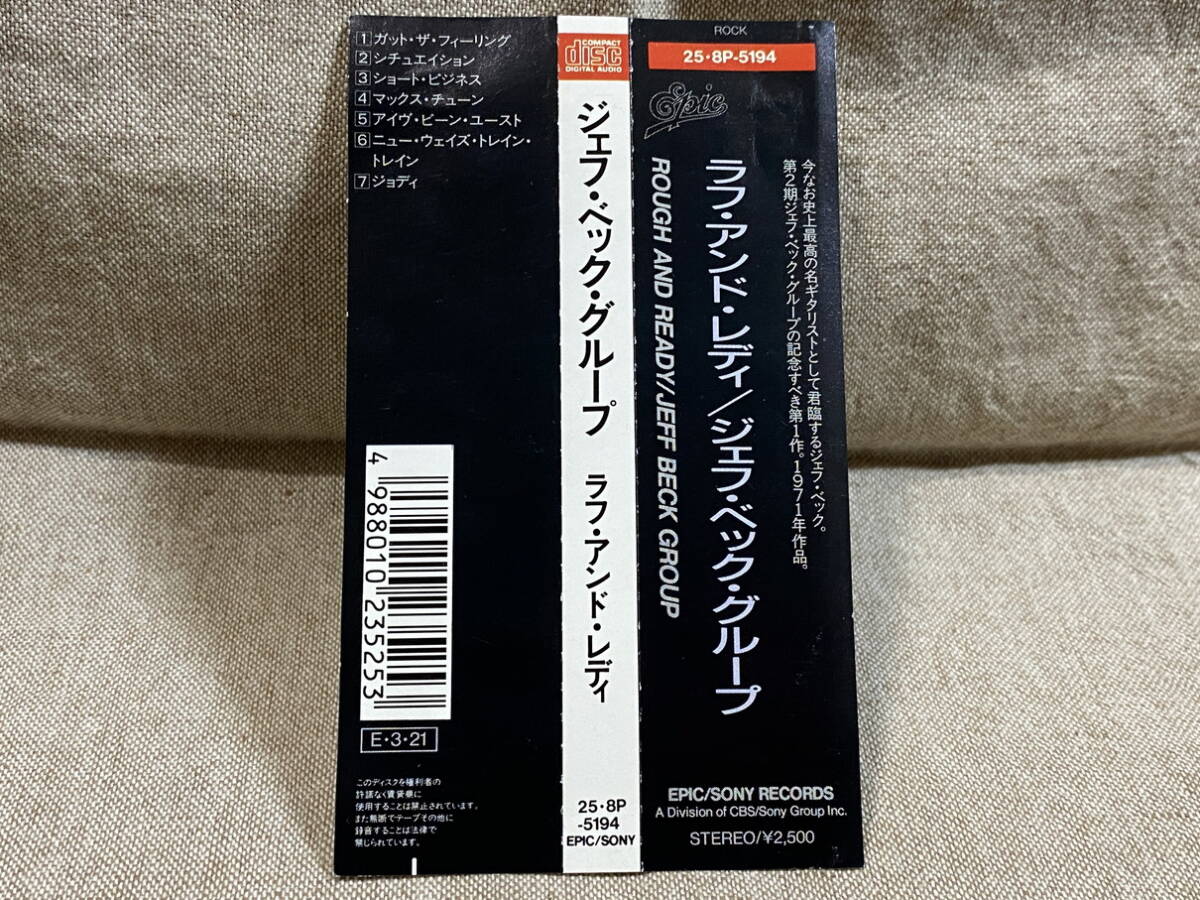 1 ガット・ザ・フィーリング
2 シチュエイション
3 ショート・ビジネス
4 マックス・チューン
5 アイヴ・ビーン・ユースト
6 ニュー・ウェイズ・トレイン・
トレイン
7 ジョディ
4 988010 235253
E・3・21
このディスクを権利者の
許諾なく賃貸業に
使用することは禁止されています。
また無断でテープその他に
録音することは法律で
禁じられています。
COMPACT
disc
DIGITAL AUDIO
ジェフ・ベック・グループ ラフ・アンド・レディ
25・8P
-5194
EPIC/SONY
ROCK
25・8P-5194
Epic
今なお史上最高の名ギタリストとして君臨するジェフ・ベック。
第2期ジェフ・ベック・グループの記念すべき第1作。1971年作品。
ラフ・アンド・レディ/ジェフ・ベック・グループ
ROUGH AND READY/JEFF BECK GROUP
EPIC/SONY RECORDS
A Division of CBS/Sony Group Inc.
STEREO/¥2,500